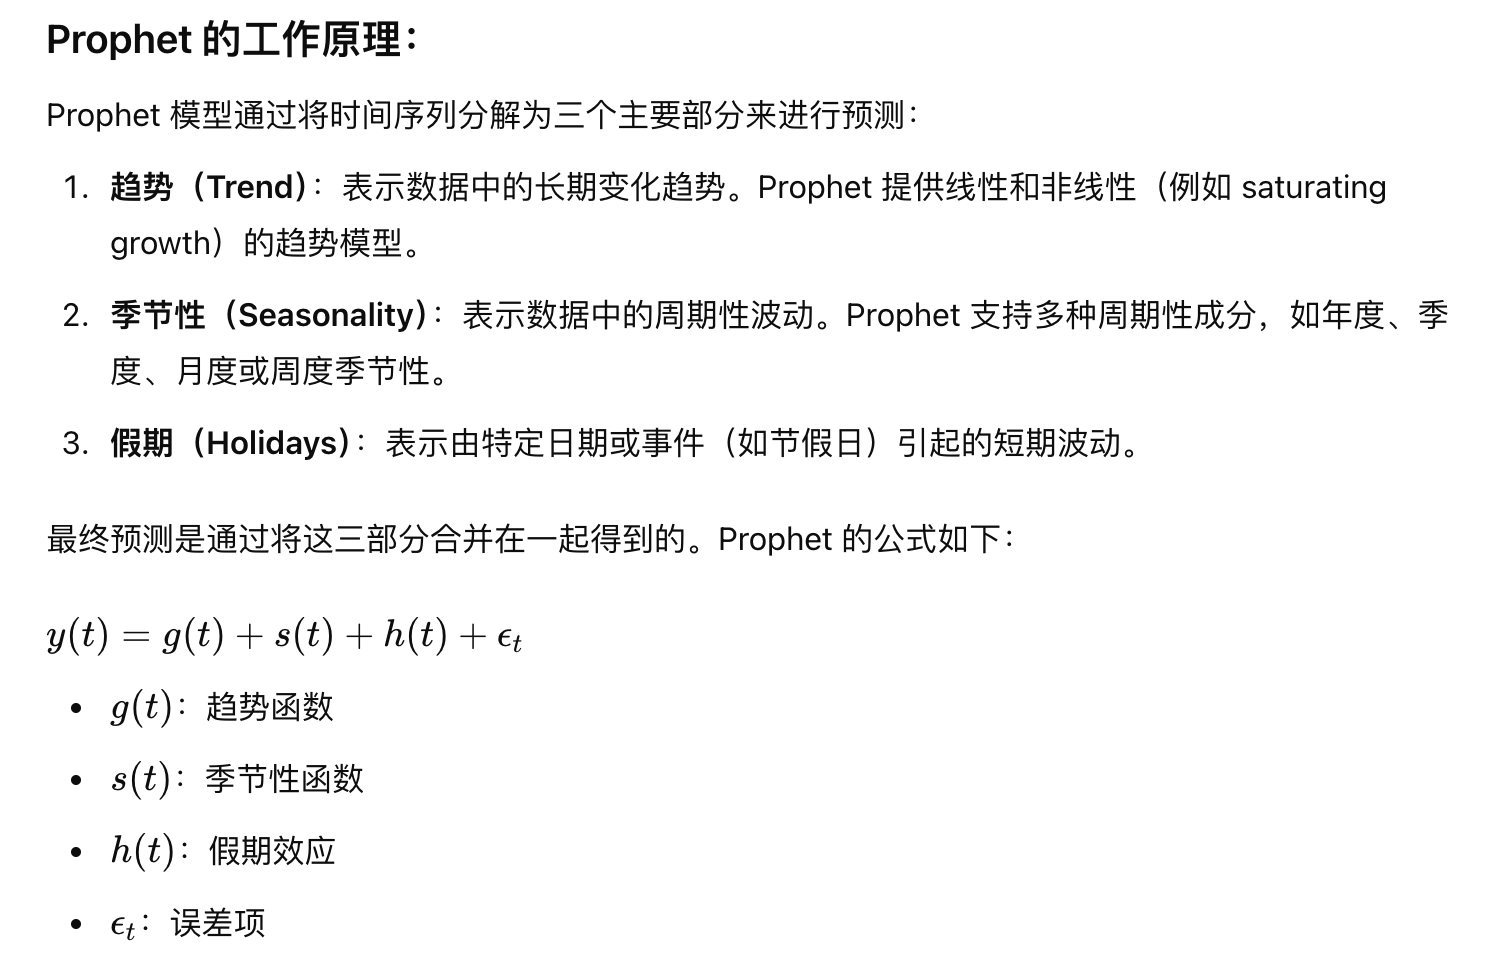 Prophet 的工作原理：
Prophet 模型通过将时间序列分解为三个主要部分来进行预测：
1. 趋势（Trend）：表示数据中的长期变化趋势。Prophet 提供线性和非线性（例如 saturating
growth）的趋势模型。
2. 季节性（Seasonality）：表示数据中的周期性波动。Prophet 支持多种周期性成分，如年度、季
度、月度或周度季节性。
3. 假期（Holidays）：表示由特定日期或事件（如节假日）引起的短期波动。
最终预测是通过将这三部分合并在一起得到的。Prophet 的公式如下：
y(t) = g(t) + s(t) + h(t) + ϵₜ
• g(t)：趋势函数
• s(t)：季节性函数
• h(t)：假期效应
• ϵₜ：误差项